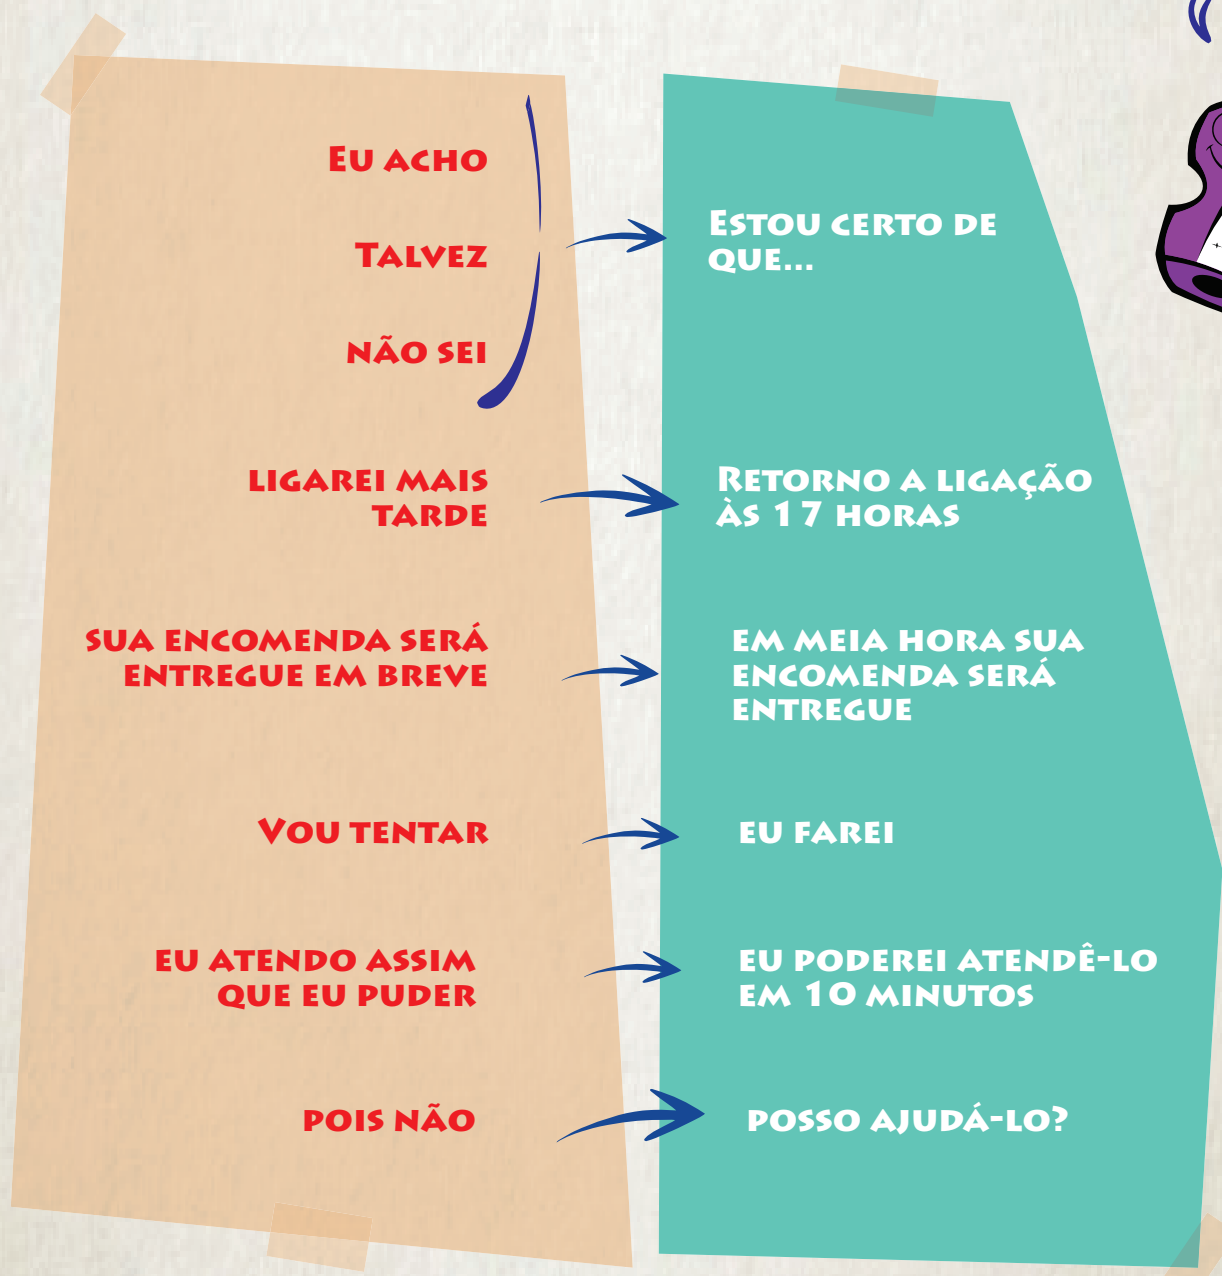 Eu acho
Talvez
não sei
Estou certo de
que...
ligarei mais
tarde
Retorno a ligação
às 17 horas
sua encomenda será
entregue em breve
em meia hora sua
encomenda será
entregue
Vou tentar
eu farei
eu atendo assim
que eu puder
eu poderei atendê-lo
em 10 minutos
pois não
posso ajudá-lo?